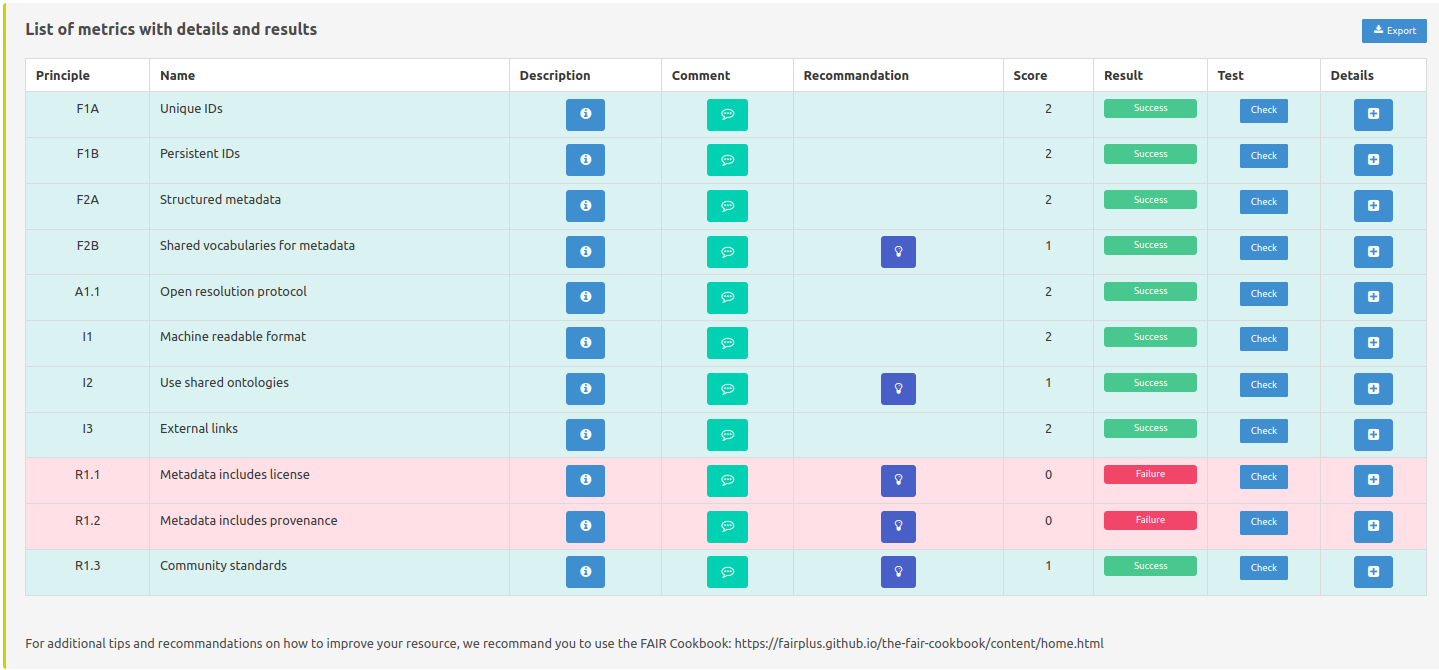 List of metrics with details and results
Export
Principle Name Description Comment Recommandation Score Result Test Details
F1A Unique IDs 2 Success Check
F1B Persistent IDs 2 Success Check
F2A Structured metadata 2 Success Check
F2B Shared vocabularies for metadata 1 Success Check
A1.1 Open resolution protocol 2 Success Check
I1 Machine readable format 2 Success Check
I2 Use shared ontologies 1 Success Check
I3 External links 2 Success Check
R1.1 Metadata includes license 0 Failure Check
R1.2 Metadata includes provenance 0 Failure Check
R1.3 Community standards 1 Success Check
For additional tips and recommandations on how to improve your resource, we recommand you to use the FAIR Cookbook: https://fairplus.github.io/the-fair-cookbook/content/home.html